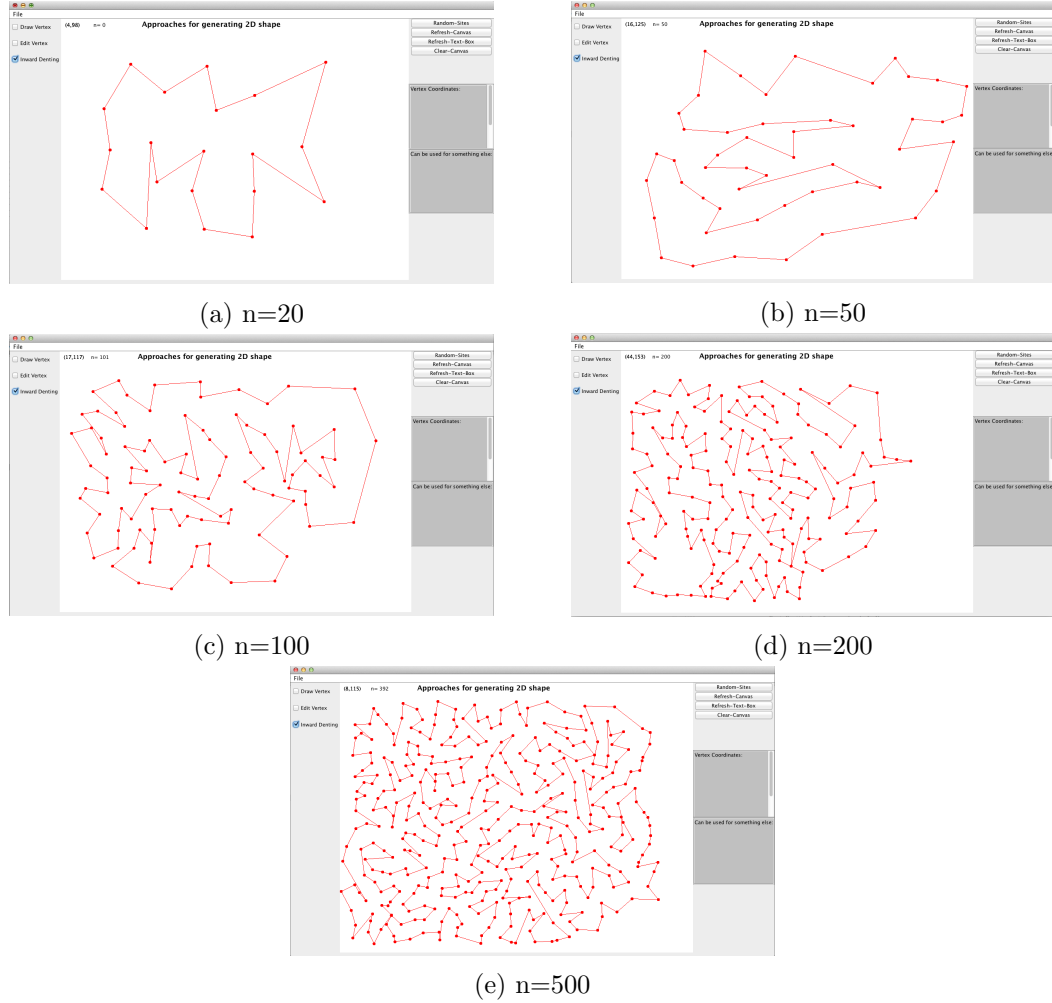 File
Draw Vertex
Edit Vertex
Inward Denting
(4,98) n= 0 Approaches for generating 2D shape
Random-Sites
Refresh-Canvas
Refresh-Text-Box
Clear-Canvas
Vertex Coordinates:
Can be used for something else:
(a) n=20
File
Draw Vertex
Edit Vertex
Inward Denting
(16,125) n= 50 Approaches for generating 2D shape
Random-Sites
Refresh-Canvas
Refresh-Text-Box
Clear-Canvas
Vertex Coordinates:
Can be used for something else:
(b) n=50
File
Draw Vertex
Edit Vertex
Inward Denting
(17,117) n= 101 Approaches for generating 2D shape
Random-Sites
Refresh-Canvas
Refresh-Text-Box
Clear-Canvas
Vertex Coordinates:
Can be used for something else:
(c) n=100
File
Draw Vertex
Edit Vertex
Inward Denting
(44,153) n= 200 Approaches for generating 2D shape
Random-Sites
Refresh-Canvas
Refresh-Text-Box
Clear-Canvas
Vertex Coordinates:
Can be used for something else:
(d) n=200
File
Draw Vertex
Edit Vertex
Inward Denting
(8,115) n= 392 Approaches for generating 2D shape
Random-Sites
Refresh-Canvas
Refresh-Text-Box
Clear-Canvas
Vertex Coordinates:
Can be used for something else:
(e) n=500